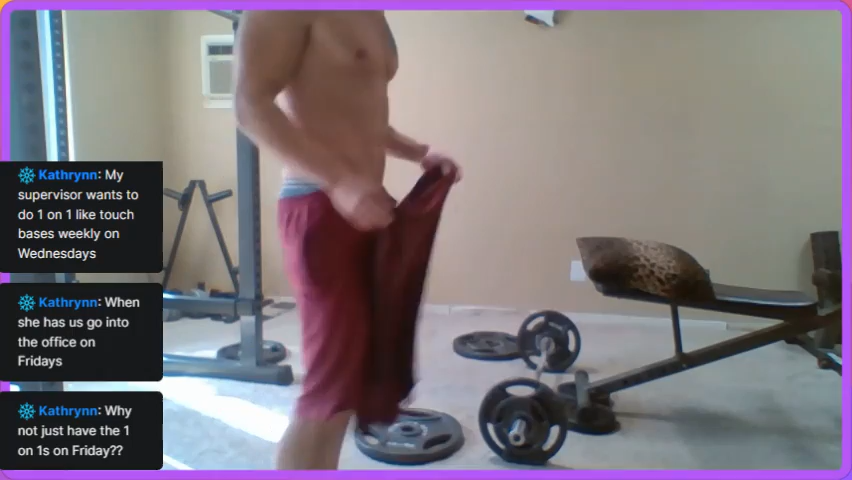 Kathrynn: My
supervisor wants to
do 1 on 1 like touch
bases weekly on
Wednesdays
Kathrynn: When
she has us go into
the office on
Fridays
Kathrynn: Why
not just have the 1
on 1s on Friday??